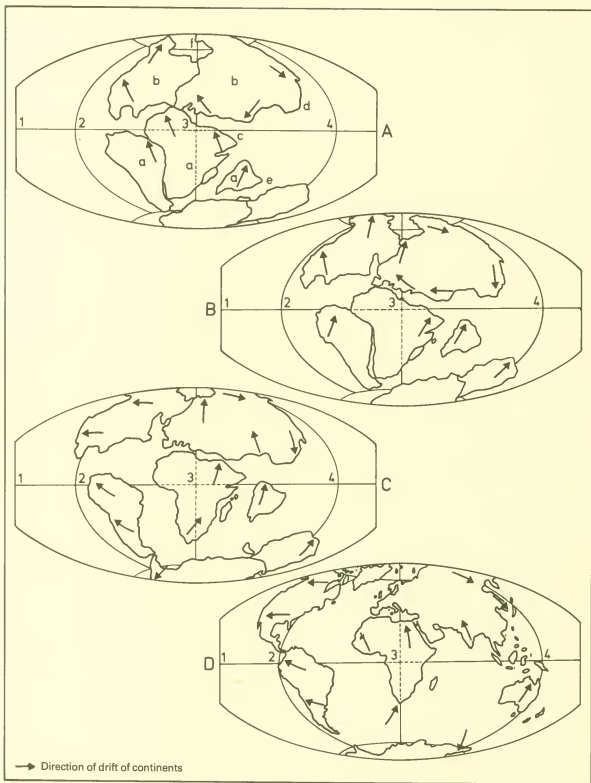 f
b b
d
1 2 3 4 A
c
a a a e
B 1 2 3 4
1 2 3 4 C
D 1 2 3 4
Direction of drift of continents